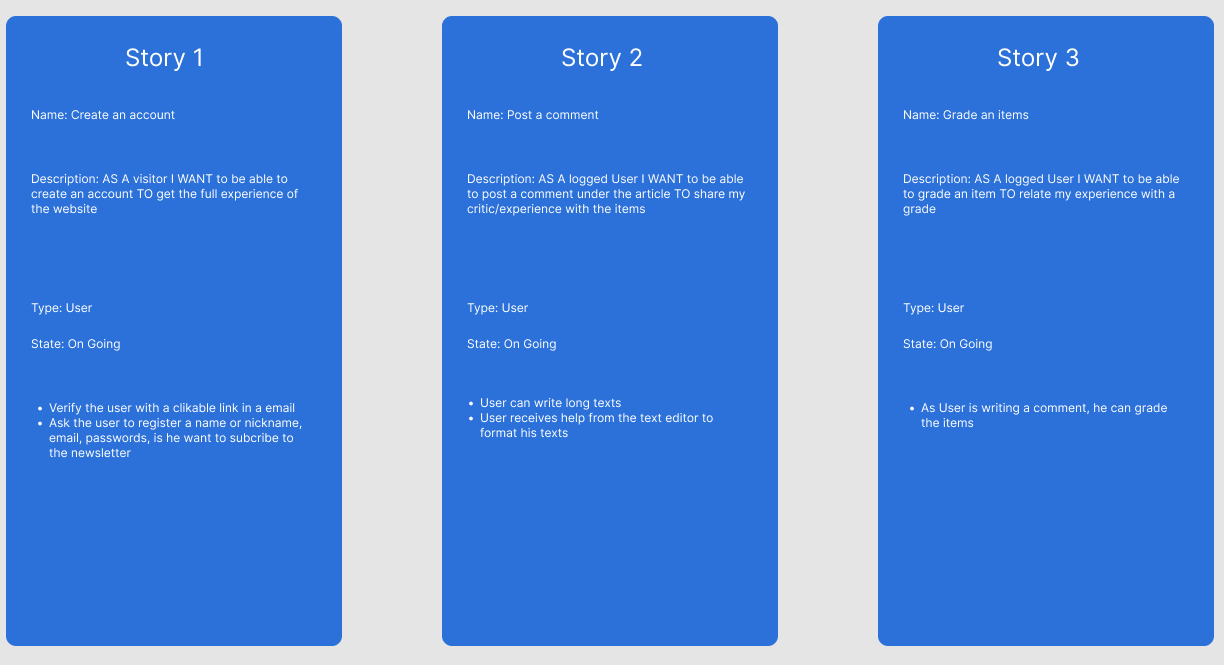 Story 1
Name: Create an account
Description: AS A visitor I WANT to be able to
create an account TO get the full experience of
the website
Type: User
State: On Going
• Verify the user with a clikable link in a email
• Ask the user to register a name or nickname,
email, passwords, is he want to subcribe to
the newsletter
Story 2
Name: Post a comment
Description: AS A logged User I WANT to be able
to post a comment under the article TO share my
critic/experience with the items
Type: User
State: On Going
• User can write long texts
• User receives help from the text editor to
format his texts
Story 3
Name: Grade an items
Description: AS A logged User I WANT to be able
to grade an item TO relate my experience with a
grade
Type: User
State: On Going
• As User is writing a comment, he can grade
the items